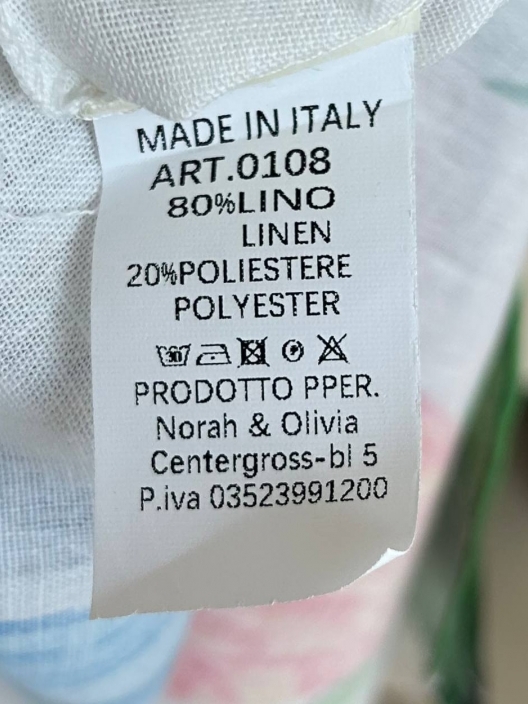 MADE IN ITALY
ART.0108
80%LINO
LINEN
20%POLIESTERE
POLYESTER
30
PRODOTTO PPER.
Norah & Olivia
Centergross-bl 5
P.iva 03523991200